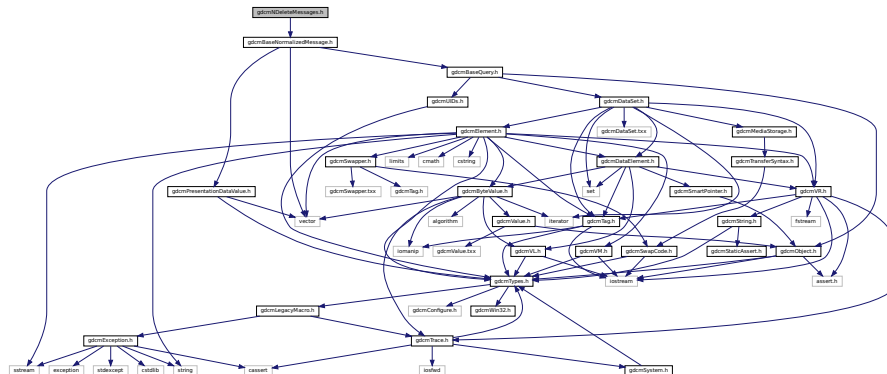 gdcmNDeleteMessages.h
gdcmBaseNormalizedMessage.h
gdcmBaseQuery.h
gdcmUIDs.h
gdcmDataSet.h
gdcmElement.h
gdcmDataSet.txx
gdcmMediaStorage.h
gdcmSwapper.h
limits
cmath
cstring
gdcmDataElement.h
gdcmTransferSyntax.h
gdcmPresentationDataValue.h
gdcmSwapper.txx
gdcmTag.h
gdcmByteValue.h
set
gdcmSmartPointer.h
gdcmVR.h
vector
algorithm
gdcmValue.h
iterator
gdcmTag.h
gdcmString.h
fstream
iomanip
gdcmValue.txx
gdcmVL.h
gdcmVM.h
gdcmSwapCode.h
gdcmStaticAssert.h
gdcmObject.h
gdcmTypes.h
iostream
assert.h
gdcmLegacyMacro.h
gdcmConfigure.h
gdcmWin32.h
gdcmException.h
gdcmTrace.h
sstream
exception
stdexcept
cstdlib
string
cassert
iosfwd
gdcmSystem.h